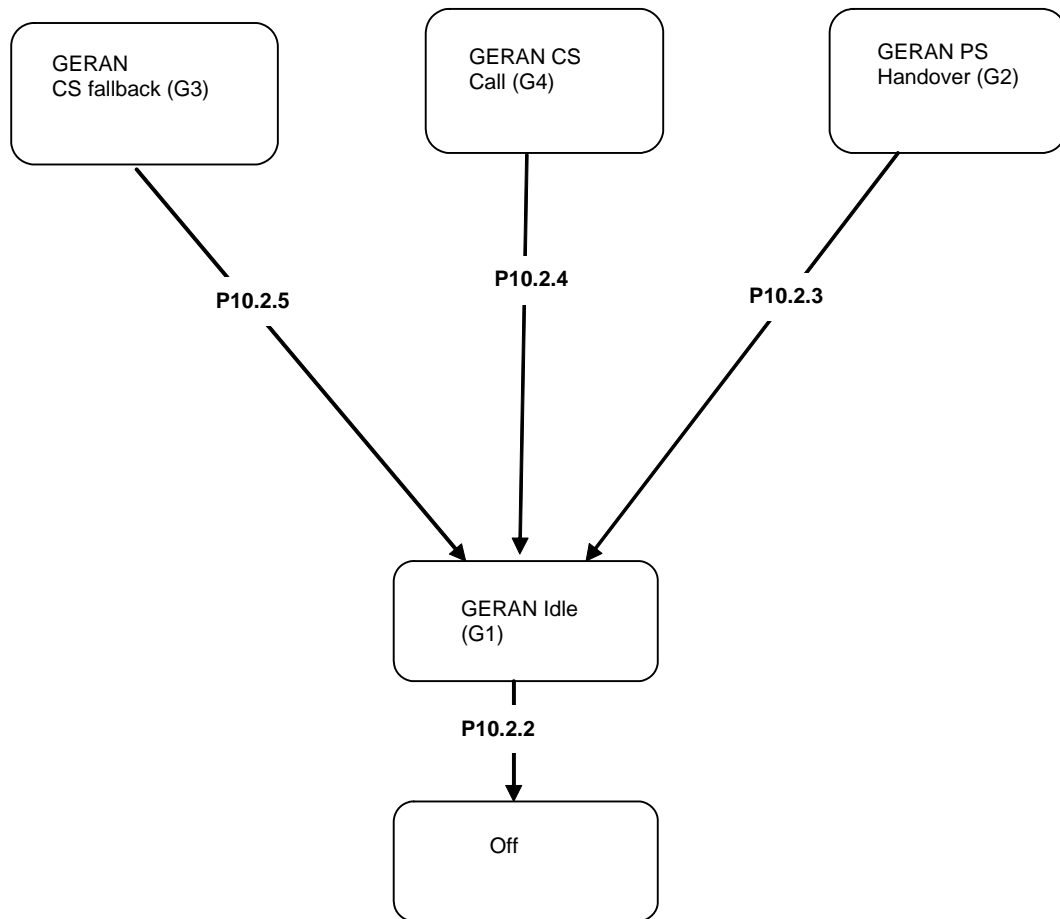 GERAN
CS fallback (G3)
GERAN CS
Call (G4)
GERAN PS
Handover (G2)
P10.2.5
P10.2.4
P10.2.3
GERAN Idle
(G1)
P10.2.2
Off